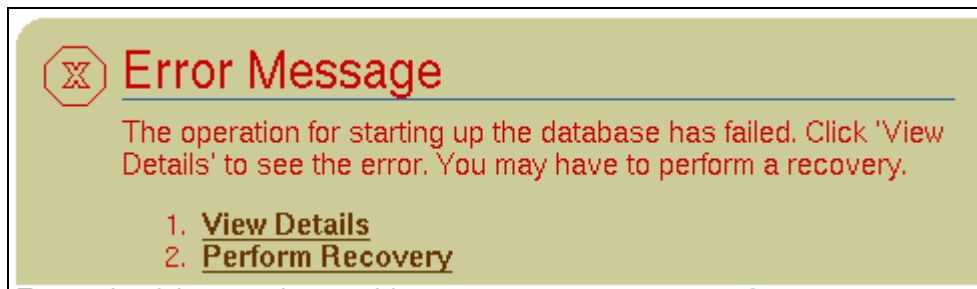 X Error Message
The operation for starting up the database has failed. Click 'View
Details' to see the error. You may have to perform a recovery.
1. View Details
2. Perform Recovery